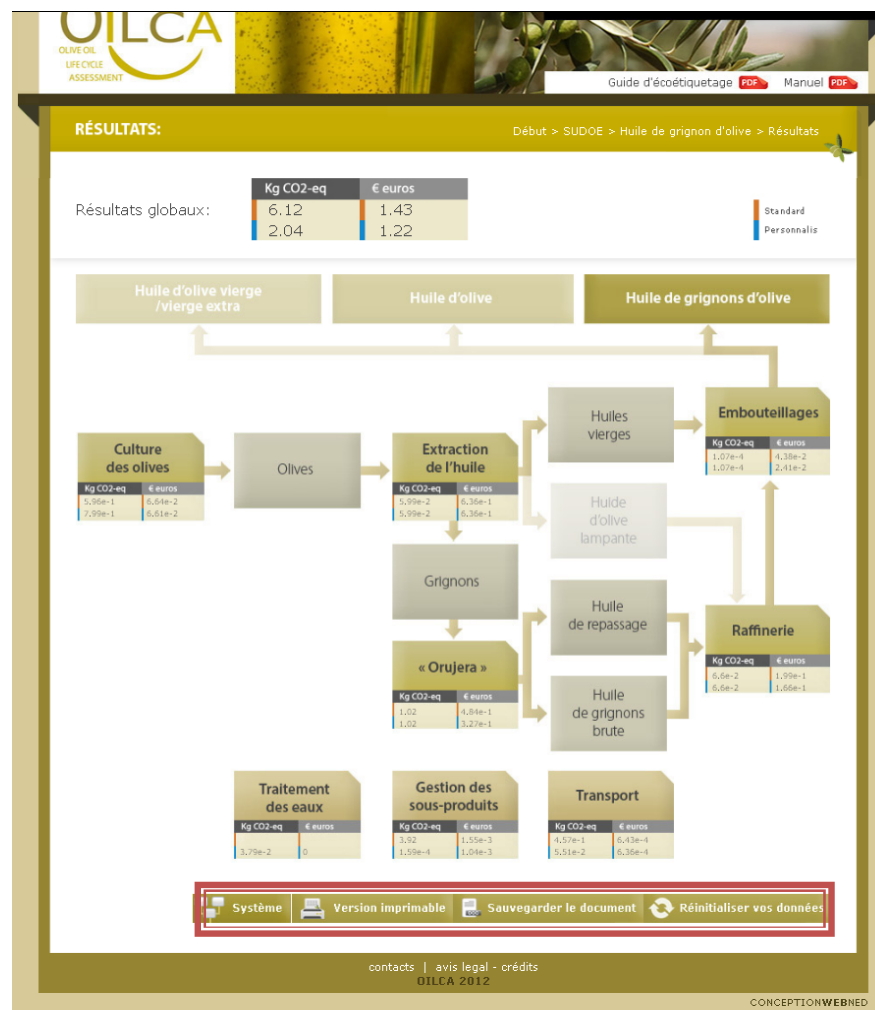 OILCA
OLIVE OIL
LIFE CYCLE
ASSESSMENT
Guide d'écoétiquetage PDF Manuel PDF
RÉSULTATS:
Début > SUDOE > Huile de grignon d'olive > Résultats
Kg CO2-eq € euros
Résultats globaux:
6.12 1.43
2.04 1.22
Standard
Personnalis
Huile d'olive vierge
/vierge extra
Huile d'olive
Huile de grignons d'olive
Huiles
vierges
Embouteillages
Kg CO2-eq € euros
1.07e-4 4.38e-2
1.07e-4 2.41e-2
Culture
des olives
Kg CO2-eq € euros
5.96e-1 6.64e-2
7.99e-1 6.61e-2
Olives
Extraction
de l'huile
Kg CO2-eq € euros
5.99e-2 6.36e-1
5.99e-2 6.36e-1
Huide
d'olive
lampante
Grignons
Huile
de repassage
Raffinerie
Kg CO2-eq € euros
6.6e-2 1.99e-1
6.6e-2 1.66e-1
« Orujera »
Kg CO2-eq € euros
1.02 4.84e-1
1.02 3.27e-1
Huile
de grignons
brute
Traitement
des eaux
Kg CO2-eq € euros
3.79e-2 0
Gestion des
sous-produits
Kg CO2-eq € euros
3.92 1.55e-3
1.59e-4 1.04e-3
Transport
Kg CO2-eq € euros
4.57e-1 6.43e-4
5.51e-2 6.36e-4
Système Version imprimable Sauvegarder le document Réinitialiser vos données
contacts | avis legal - crédits
OILCA 2012
CONCEPTIONWEBNED